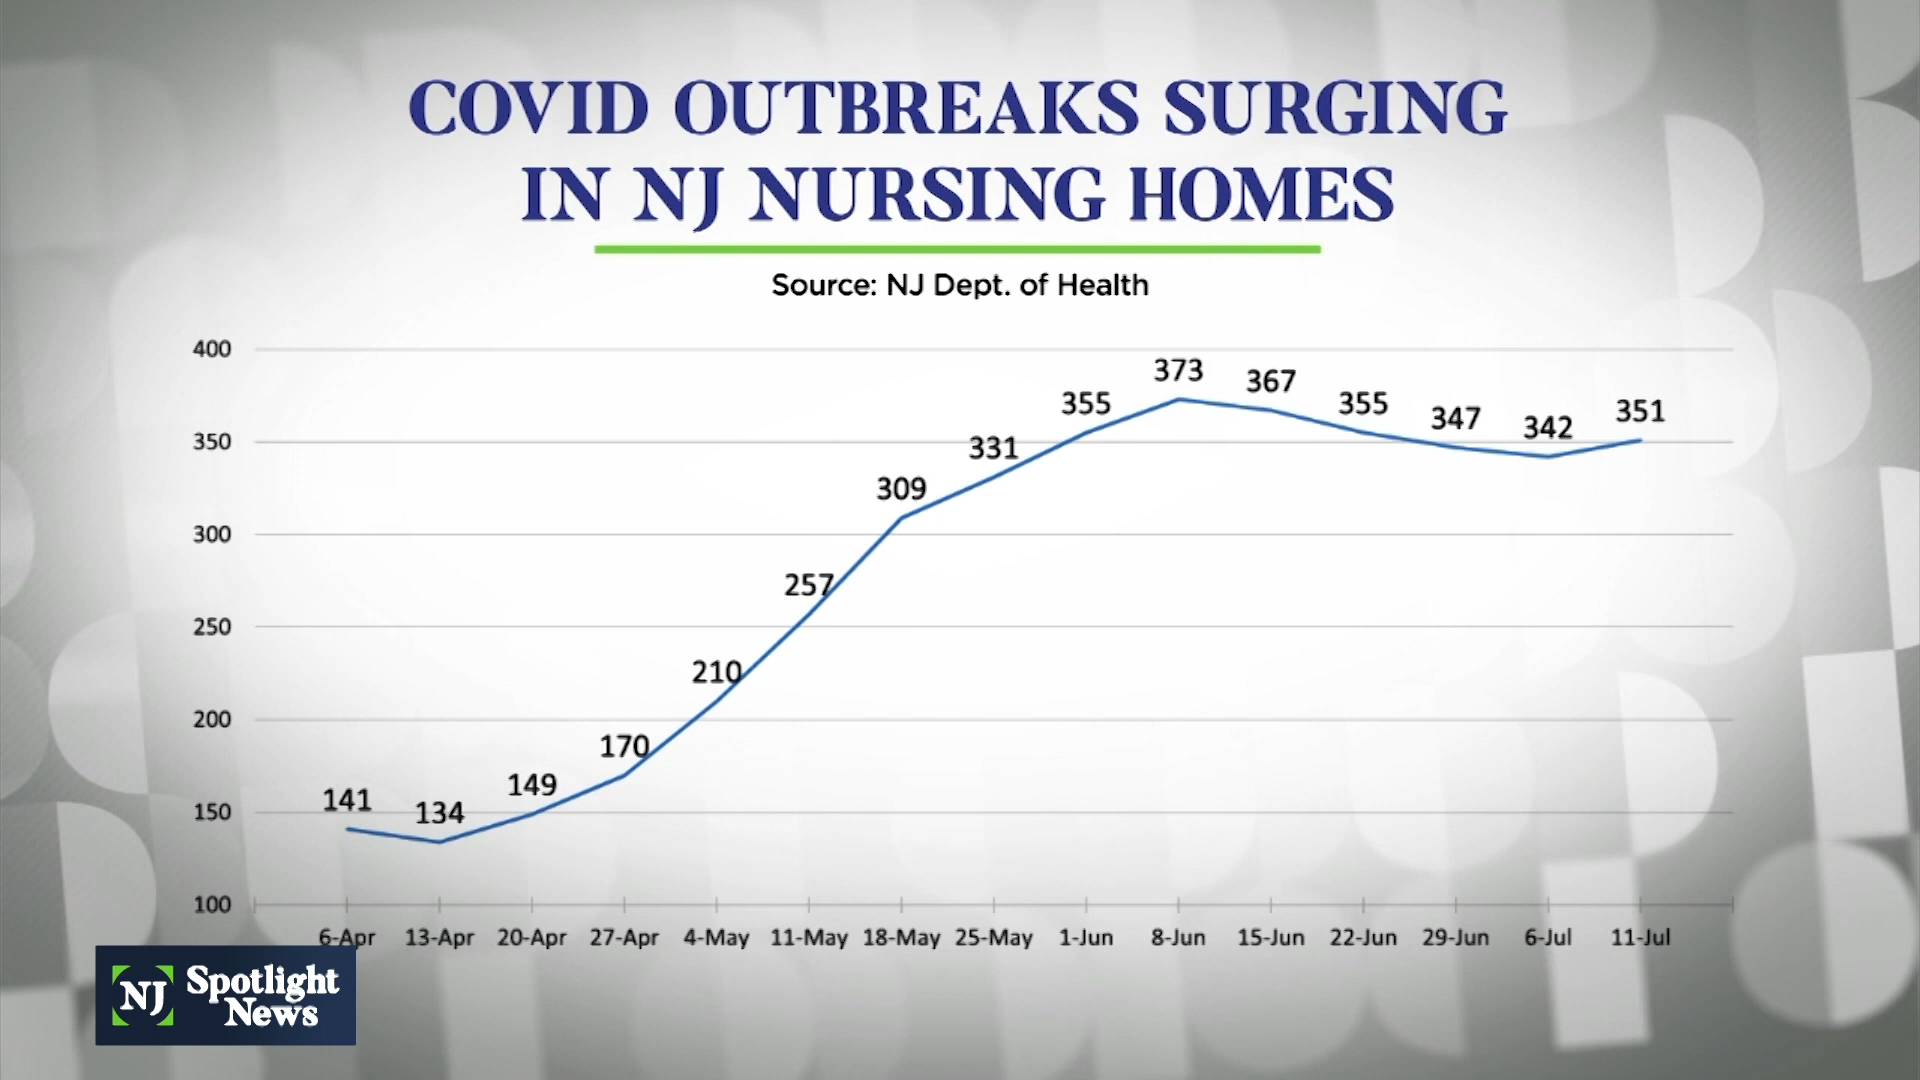 COVID OUTBREAKS SURGING
IN NJ NURSING HOMES
Source: NJ Dept. of Health
400
350
300
250
200
150
100
141
134
149
170
210
257
309
331
355
373
367
355
347
342
351
6-Apr
13-Apr
20-Apr
27-Apr
4-May
11-May
18-May
25-May
1-Jun
8-Jun
15-Jun
22-Jun
29-Jun
6-Jul
11-Jul
NJ
Spotlight
News